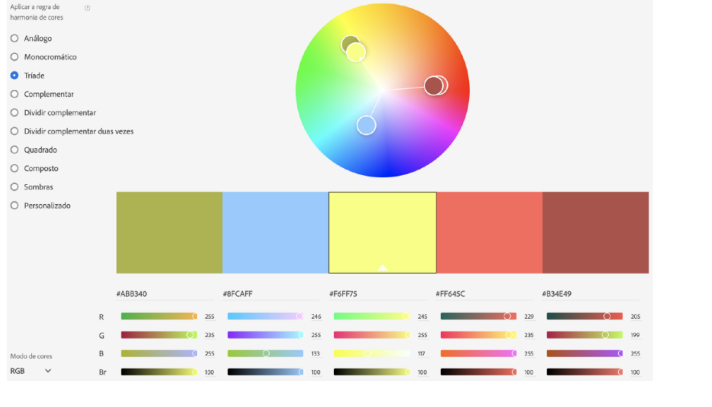 Aplicar a regra de
harmonia de cores
Análogo
Monocromático
Tríade
Complementar
Dividir complementar
Dividir complementar duas vezes
Quadrado
Composto
Sombras
Personalizado
#ABB340 #8FCAFF #F6FF75 #FF645C #B34E49
R 255 246 245 229 205
G 235 255 255 235 199
B 255 133 117 255 255
Br 100 100 100 100 100
Modo de cores
RGB